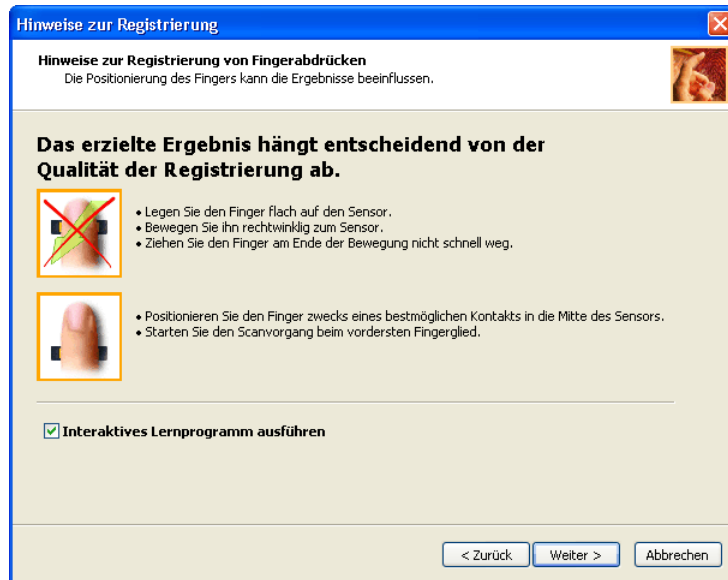 Hinweise zur Registrierung
Hinweise zur Registrierung von Fingerabdrücken
Die Positionierung des Fingers kann die Ergebnisse beeinflussen.
Das erzielte Ergebnis hängt entscheidend von der
Qualität der Registrierung ab.
• Legen Sie den Finger flach auf den Sensor.
• Bewegen Sie ihn rechtwinklig zum Sensor.
• Ziehen Sie den Finger am Ende der Bewegung nicht schnell weg.
• Positionieren Sie den Finger zwecks eines bestmöglichen Kontakts in die Mitte des Sensors.
• Starten Sie den Scanvorgang beim vordersten Fingerglied.
Interaktives Lernprogramm ausführen
< Zurück Weiter > Abbrechen